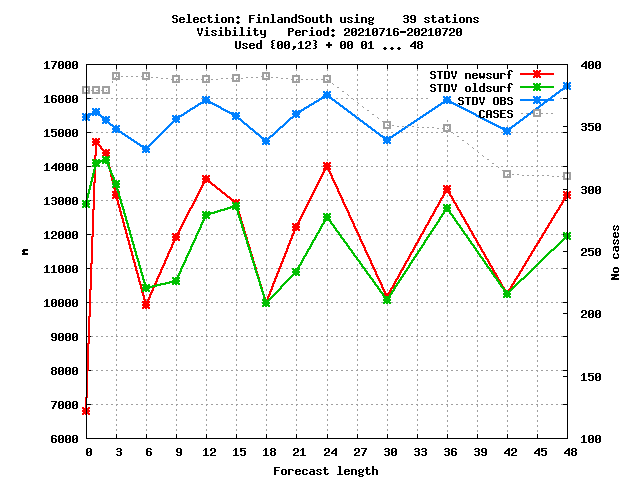 Selection: FinlandSouth using    39 stations
Visibility   Period: 20210716-20210720
Used {00,12} + 00 01 ... 48
17000
16000
15000
14000
13000
12000
11000
10000
9000
8000
7000
6000
m
400
350
300
250
200
150
100
No cases
STDV newsurf
STDV oldsurf
STDV OBS
CASES
0 3 6 9 12 15 18 21 24 27 30 33 36 39 42 45 48
Forecast length